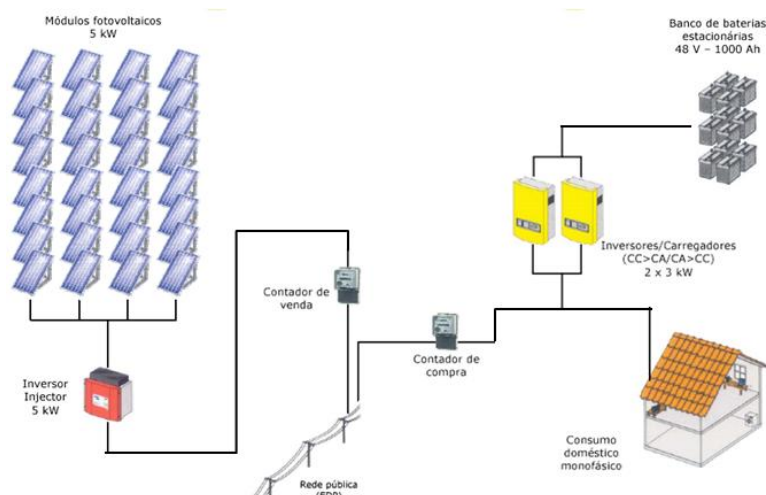 Módulos fotovoltaicos
5 kW
Banco de baterias
estacionárias
48 V – 1000 Ah
Inversores/Carregadores
(CC>CA/CA>CC)
2 x 3 kW
Contador de
venda
Contador de
compra
Inversor
Injector
5 kW
Consumo
doméstico
monofásico
Rede pública
(EDP)